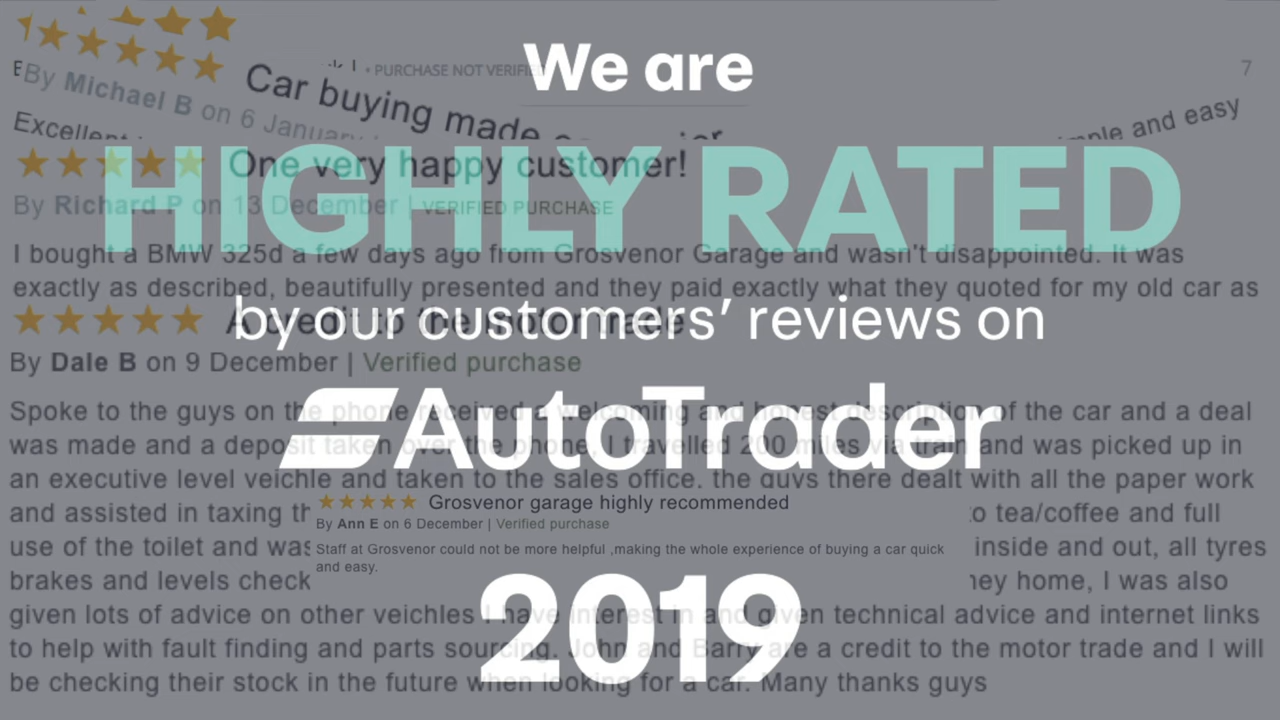 We are
HIGHLY RATED
by our customers’ reviews on
AutoTrader
2019
• PURCHASE NOT VERIFIED
7
Car buying made
By Michael B on 6 January
Excellent
mple and easy
One very happy customer!
By Richard P on 13 December | VERIFIED PURCHASE
I bought a BMW 325d a few days ago from Grosvenor Garage and wasn't disappointed. It was
exactly as described, beautifully presented and they paid exactly what they quoted for my old car as
A credit to the motor trade
By Dale B on 9 December | Verified purchase
Spoke to the guys on the phone received a welcoming and honest description of the car and a deal
was made and a deposit taken over the phone, I travelled 200 miles via train and was picked up in
an executive level veichle and taken to the sales office. the guys there dealt with all the paper work
and assisted in taxing th
to tea/coffee and full
use of the toilet and was
inside and out, all tyres
brakes and levels check
ney home, I was also
given lots of advice on other veichles I have interest in and given technical advice and internet links
to help with fault finding and parts sourcing. John and Barry are a credit to the motor trade and I will
be checking their stock in the future when looking for a car. Many thanks guys
Grosvenor garage highly recommended
By Ann E on 6 December | Verified purchase
Staff at Grosvenor could not be more helpful ,making the whole experience of buying a car quick
and easy.